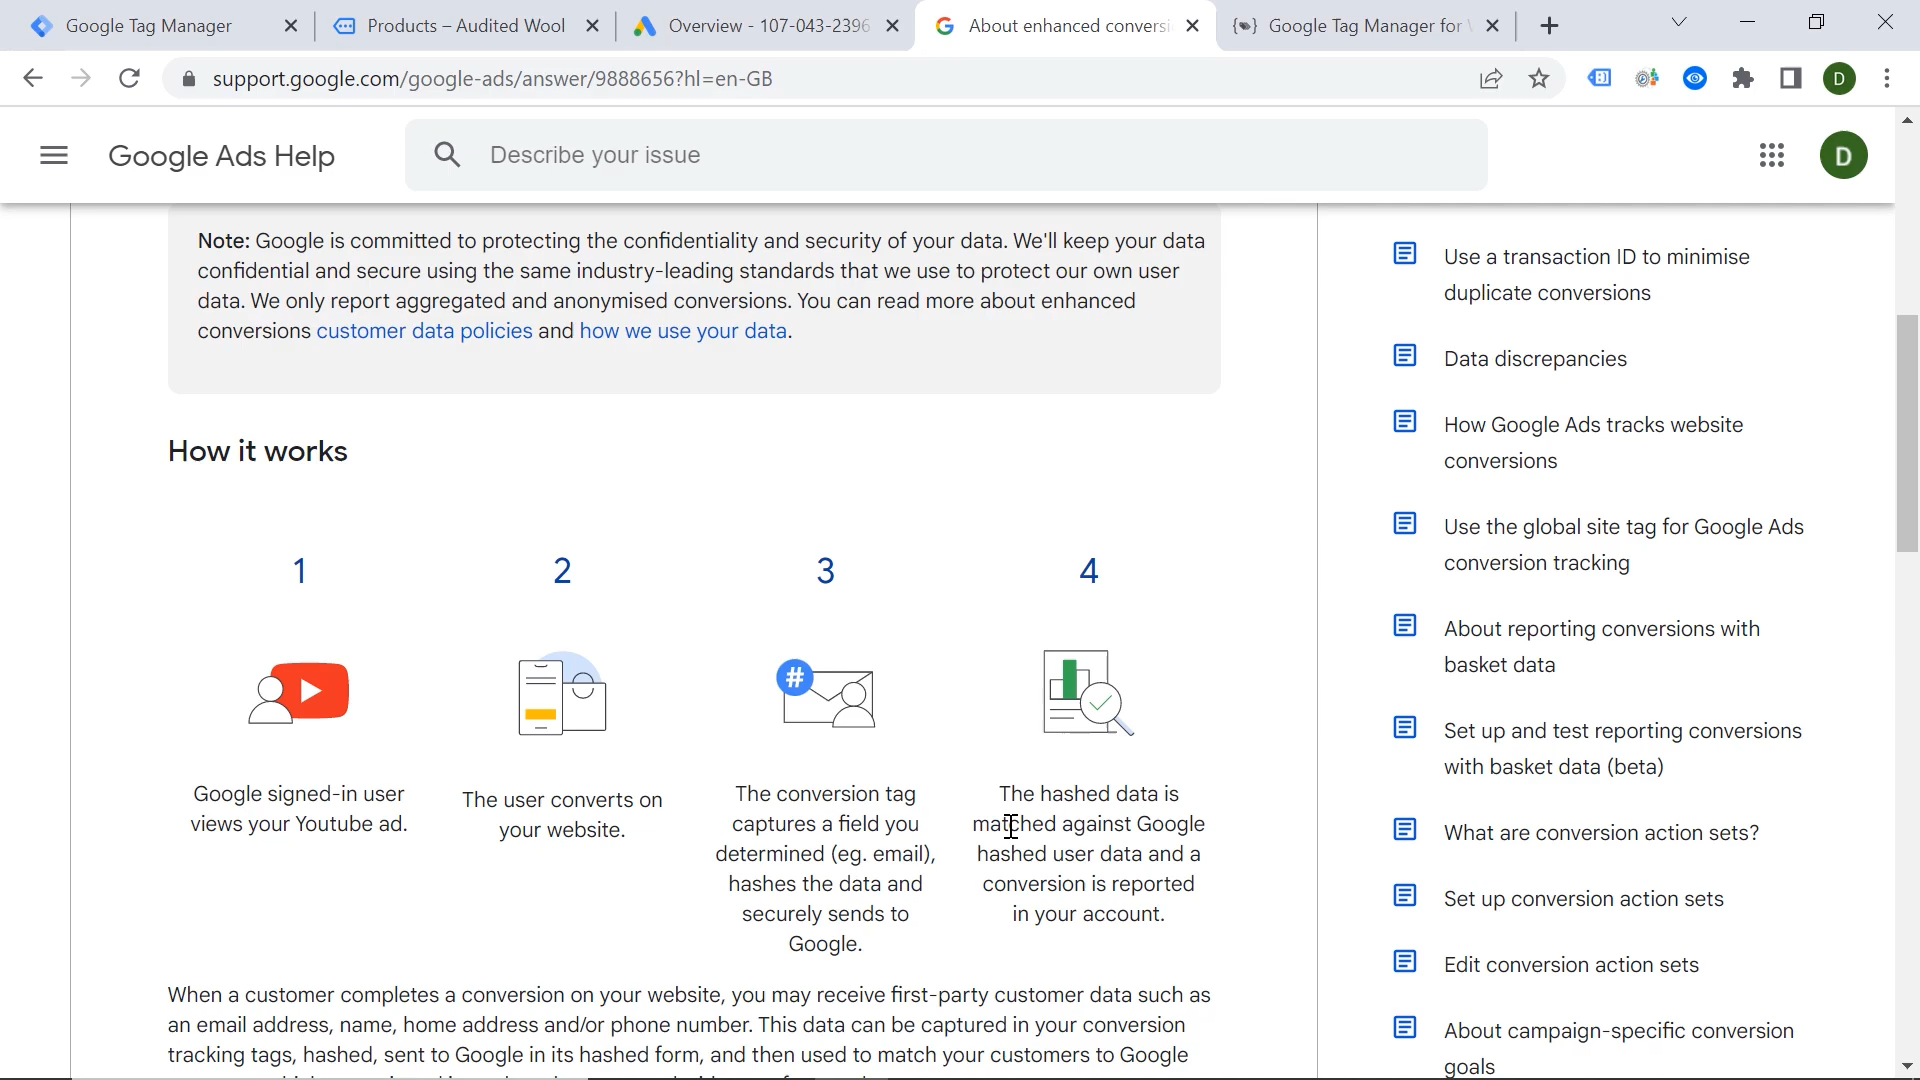 Google Tag Manager
Products – Audited Wool
Overview - 107-043-2396
About enhanced conversi
Google Tag Manager for
support.google.com/google-ads/answer/9888656?hl=en-GB
D
Google Ads Help
Describe your issue
D
Note: Google is committed to protecting the confidentiality and security of your data. We'll keep your data
confidential and secure using the same industry-leading standards that we use to protect our own user
data. We only report aggregated and anonymised conversions. You can read more about enhanced
conversions customer data policies and how we use your data.
How it works
1
2
3
4
#
Google signed-in user
views your Youtube ad.
The user converts on
your website.
The conversion tag
captures a field you
determined (eg. email),
hashes the data and
securely sends to
Google.
The hashed data is
matched against Google
hashed user data and a
conversion is reported
in your account.
When a customer completes a conversion on your website, you may receive first-party customer data such as
an email address, name, home address and/or phone number. This data can be captured in your conversion
tracking tags, hashed, sent to Google in its hashed form, and then used to match your customers to Google
Use a transaction ID to minimise
duplicate conversions
Data discrepancies
How Google Ads tracks website
conversions
Use the global site tag for Google Ads
conversion tracking
About reporting conversions with
basket data
Set up and test reporting conversions
with basket data (beta)
What are conversion action sets?
Set up conversion action sets
Edit conversion action sets
About campaign-specific conversion
goals